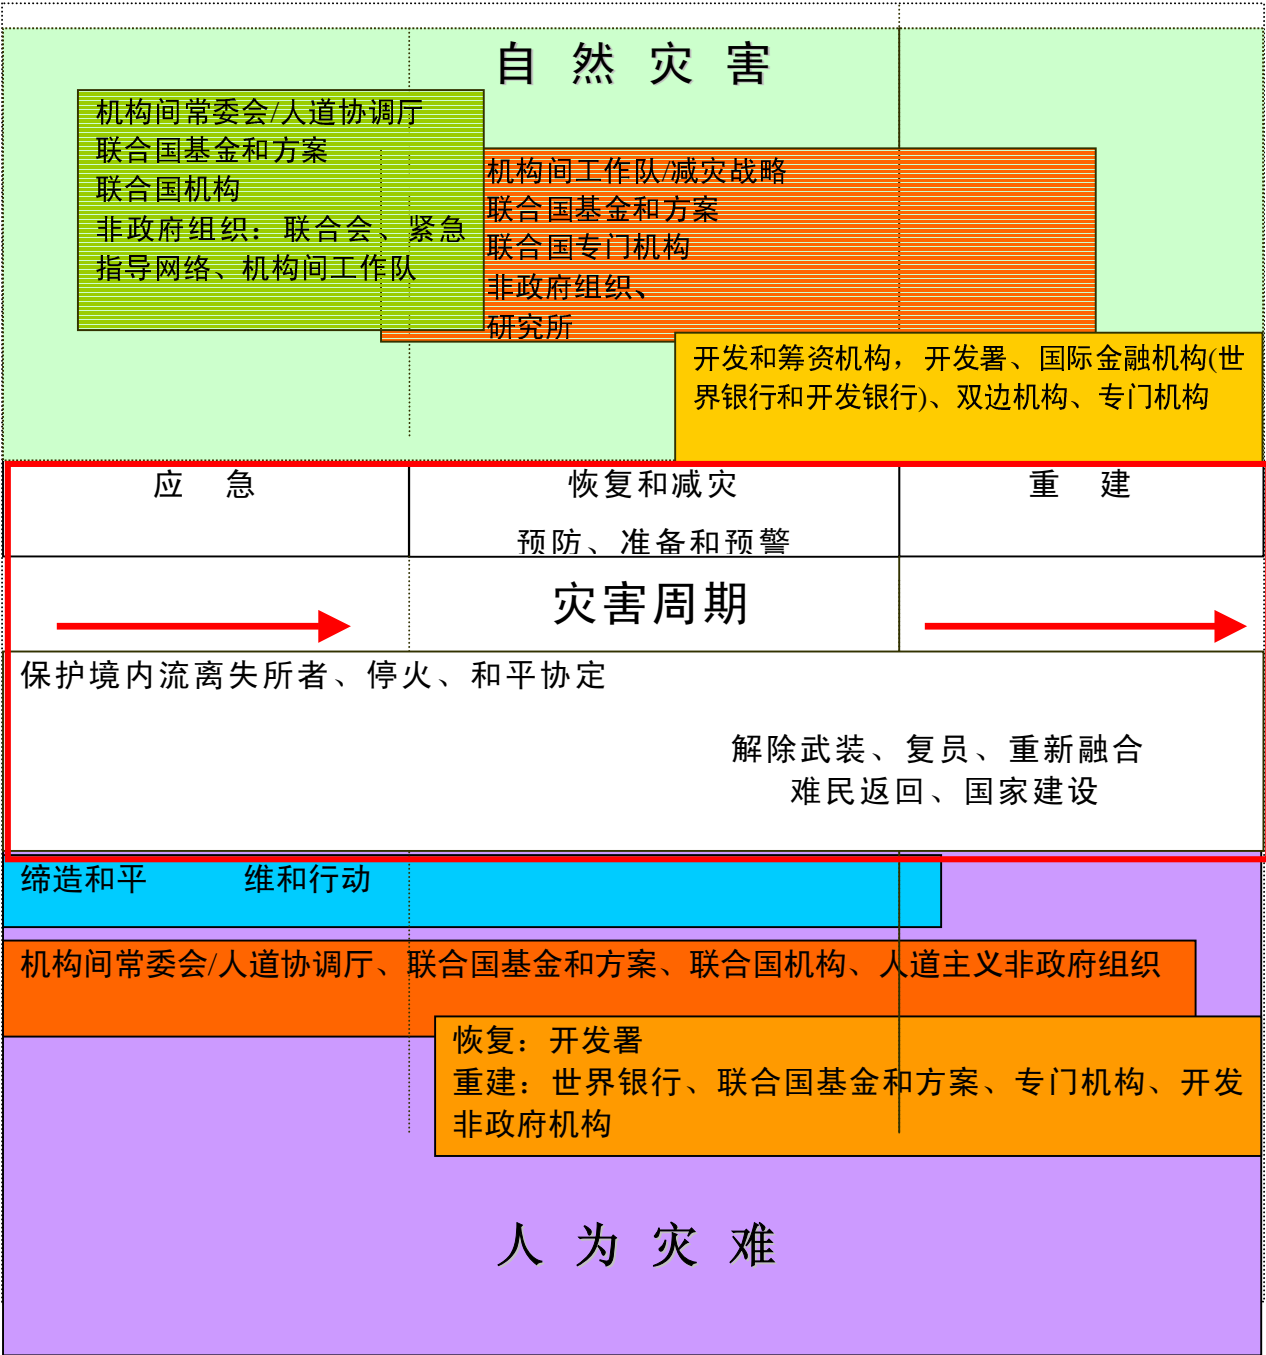 自 然 灾 害
机构间常委会/人道协调厅
联合国基金和方案
联合国机构
非政府组织：联合会、紧急
指导网络、机构间工作队
机构间工作队/减灾战略
联合国基金和方案
联合国专门机构
非政府组织、
研究所
开发和筹资机构，开发署、国际金融机构(世
界银行和开发银行)、双边机构、专门机构
应 急
恢复和减灾
预防、准备和预警
重 建
灾害周期
保护境内流离失所者、停火、和平协定
解除武装、复员、重新融合
难民返回、国家建设
缔造和平 维和行动
机构间常委会/人道协调厅、联合国基金和方案、联合国机构、人道主义非政府组织
恢复：开发署
重建：世界银行、联合国基金和方案、专门机构、开发
非政府机构
人 为 灾 难